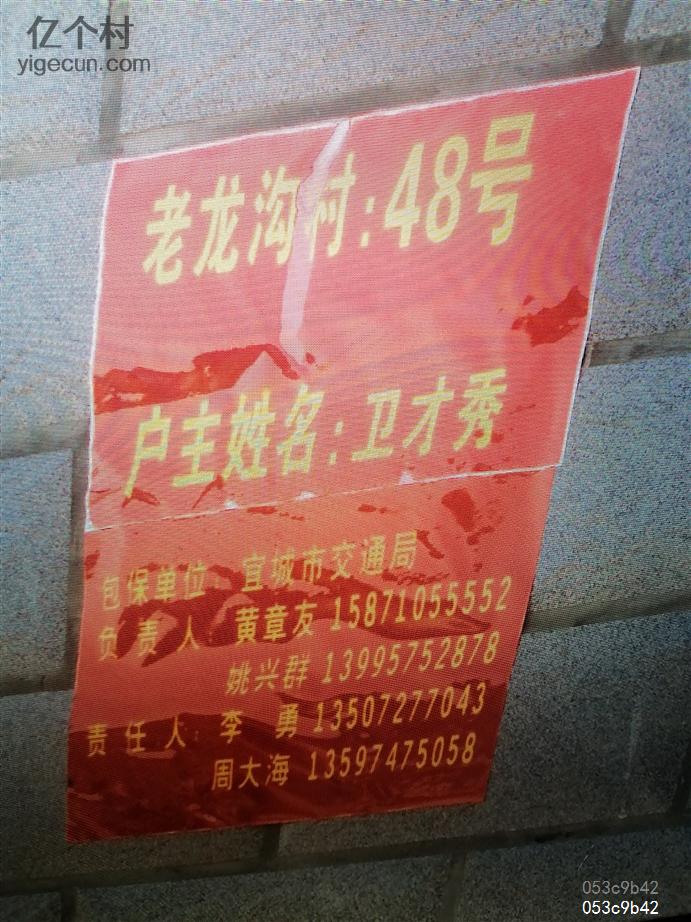 亿个村
yigecun.com
老龙沟村:48号
户主姓名:卫才秀
包保单位：宜城市交通局
负责人：黄章友 15871055552
姚兴群 13995752878
责任人：李 勇 13507277043
周大海 13597475058
053c9b42
053c9b42